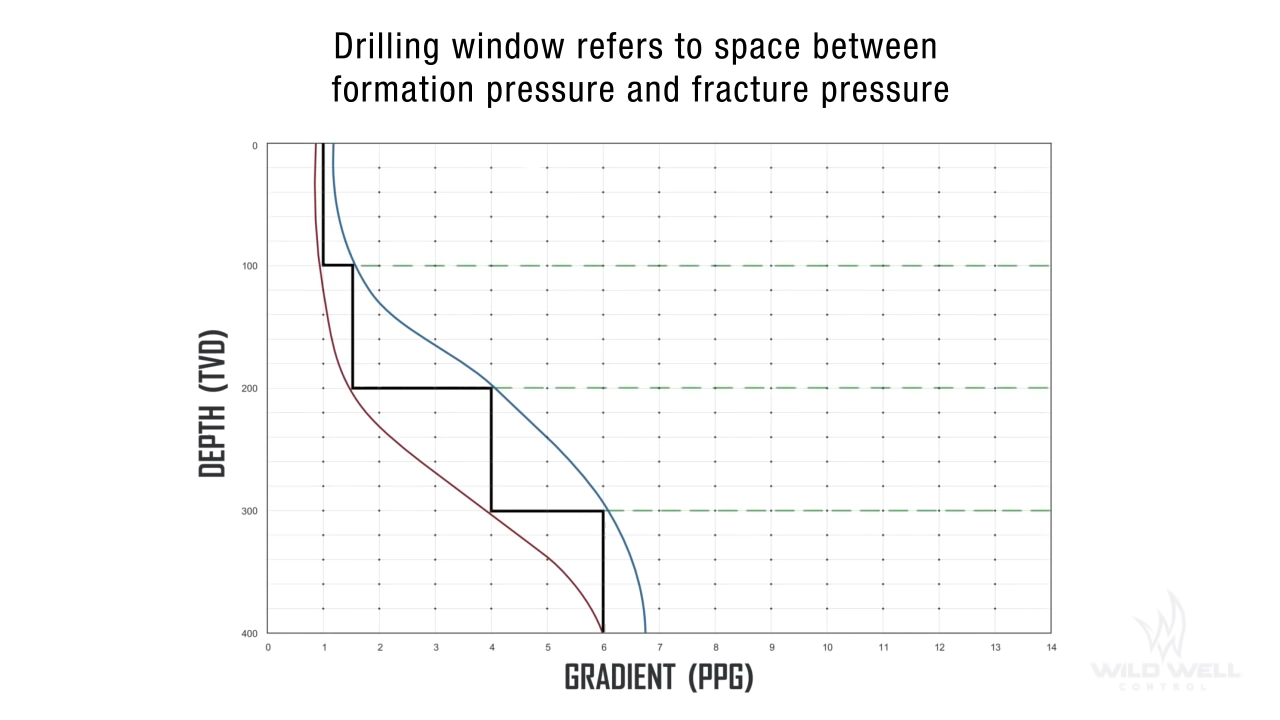 Drilling window refers to space between
formation pressure and fracture pressure
0
100
200
300
400
DEPTH (TVD)
0 1 2 3 4 5 6 7 8 9 10 11 12 13 14
GRADIENT (PPG)
WILD WELL
CONTROL